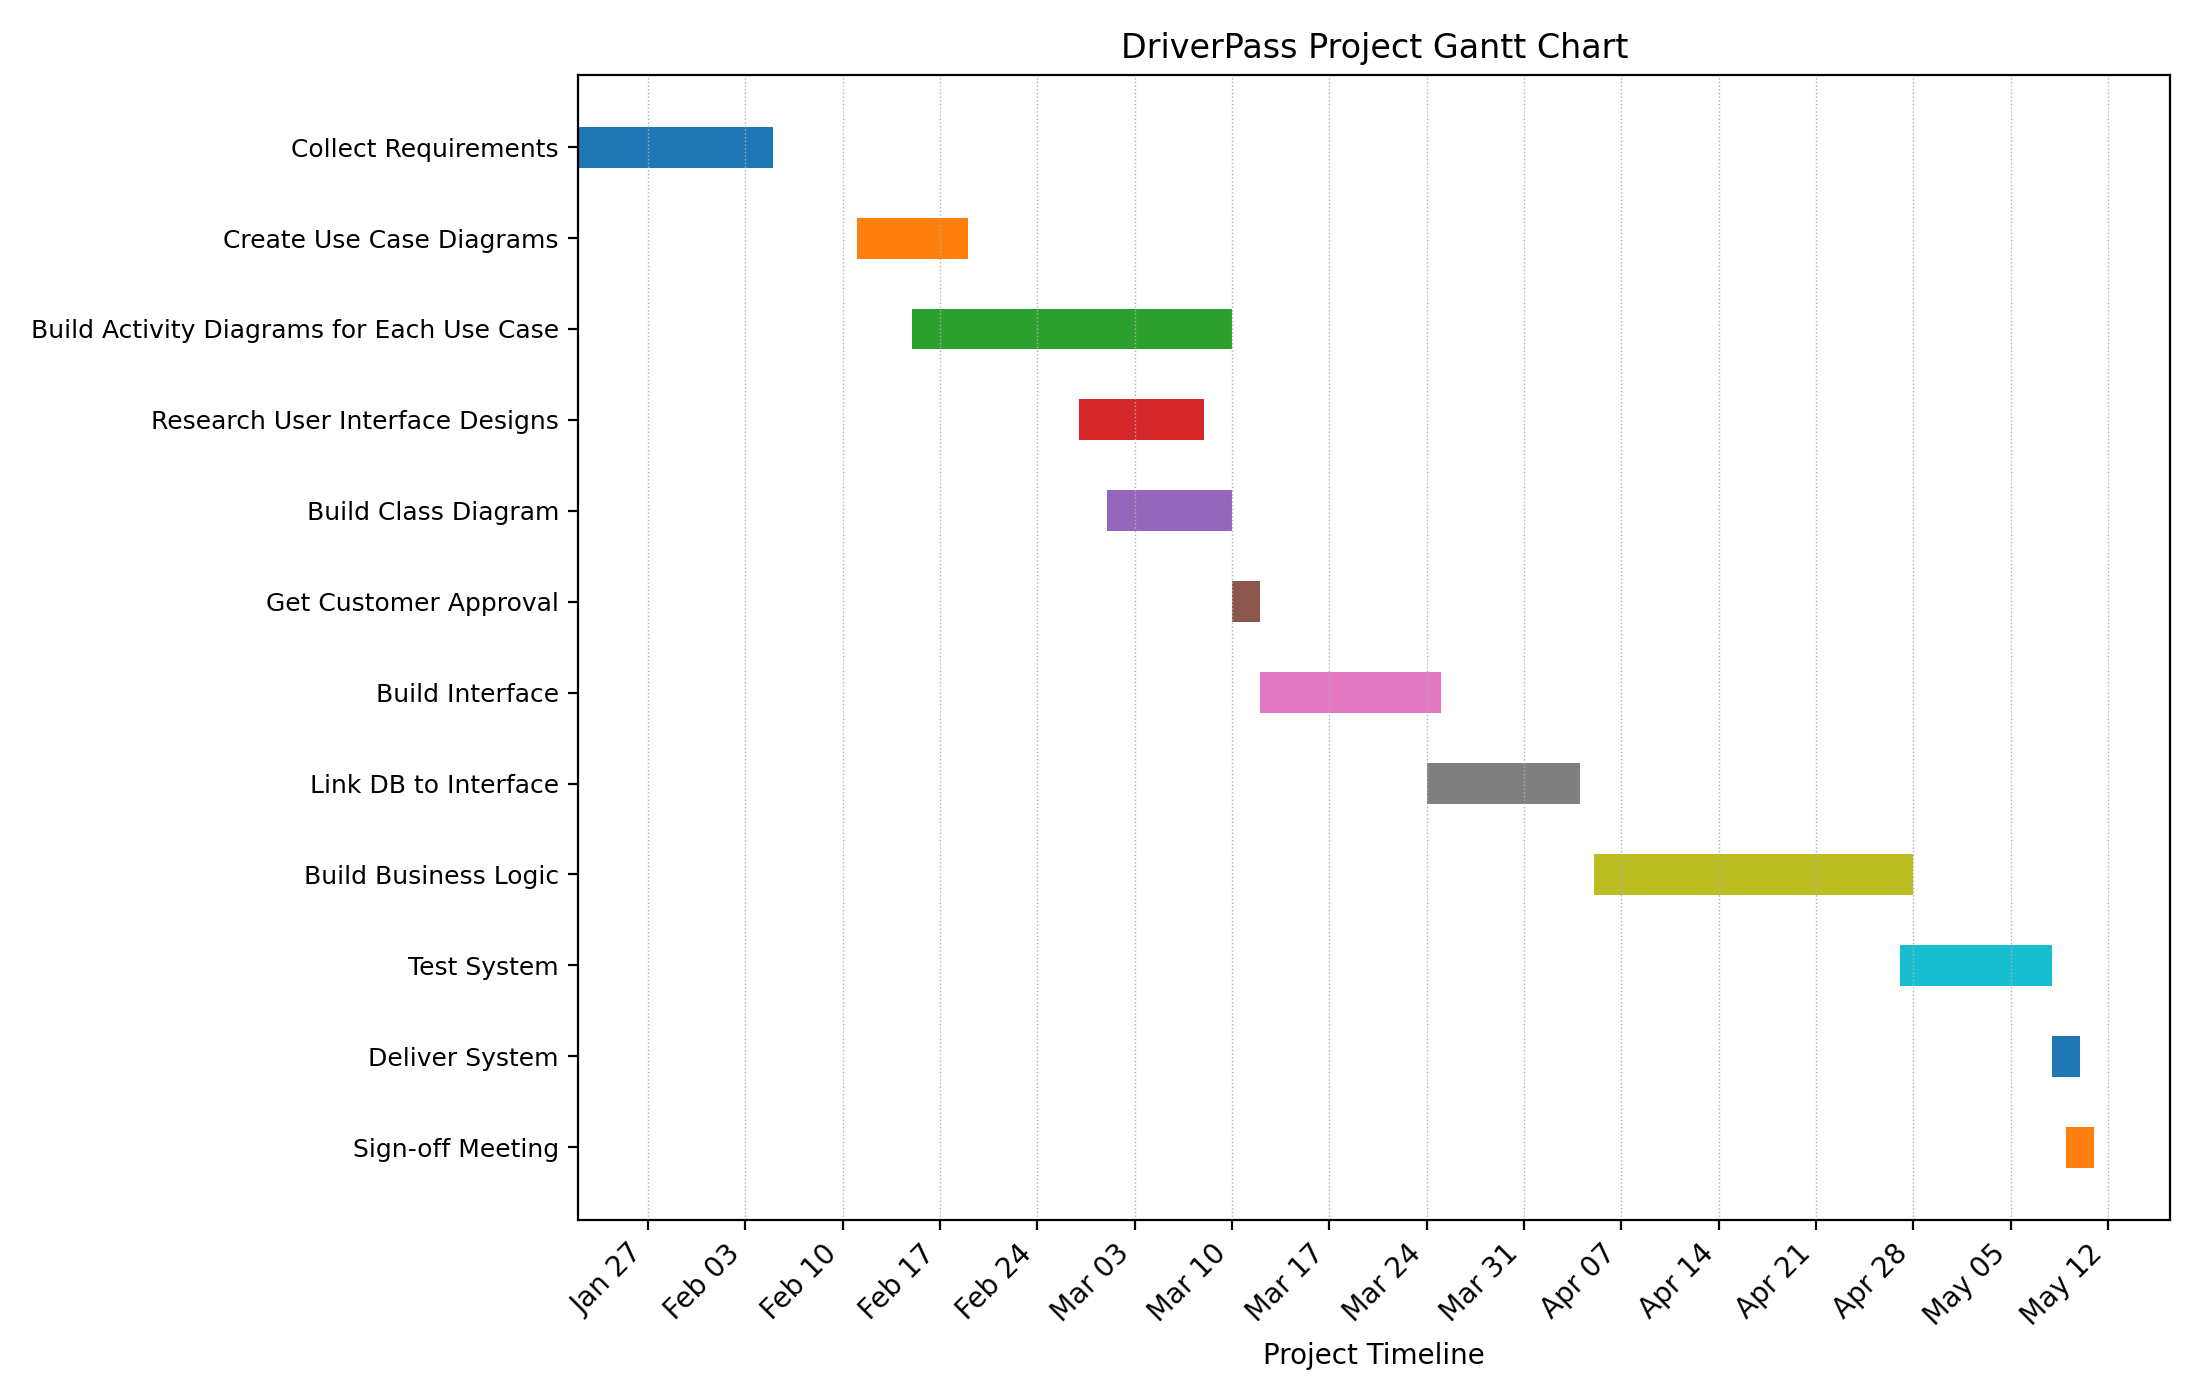 DriverPass Project Gantt Chart
Collect Requirements
Create Use Case Diagrams
Build Activity Diagrams for Each Use Case
Research User Interface Designs
Build Class Diagram
Get Customer Approval
Build Interface
Link DB to Interface
Build Business Logic
Test System
Deliver System
Sign-off Meeting
Jan 27
Feb 03
Feb 10
Feb 17
Feb 24
Mar 03
Mar 10
Mar 17
Mar 24
Mar 31
Apr 07
Apr 14
Apr 21
Apr 28
May 05
May 12
Project Timeline